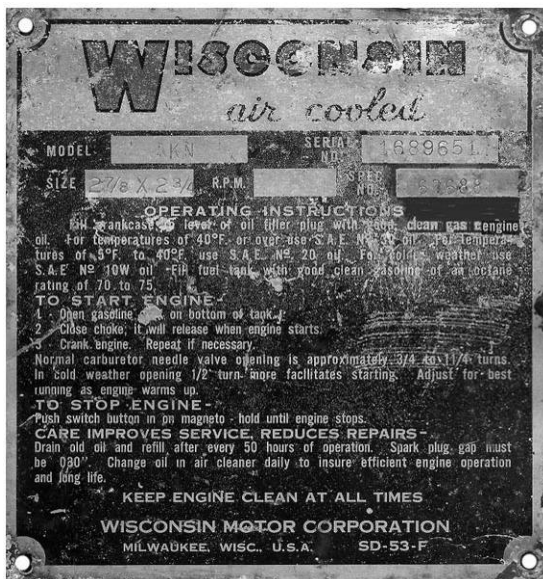 WISCONSIN
air cooled
MODEL KN SERIAL NO. 1689651
SIZE 2 7/8 X 2 3/4 R.P.M. SPEC NO.
OPERATING INSTRUCTIONS
Fill crankcase to level of oil filler plug with good clean gas engine
oil. For temperatures of 40°F. or over use S.A.E. Nº oil. For tempera-
tures of 5°F. to 40°F. use S.A.E. Nº. 20 oil. For colder weather use
S.A.E Nº 10W oil. Fill fuel tank with good clean gasoline of an octane
rating of 70 to 75.
TO START ENGINE-
1 - Open gasoline on bottom of tank.
2 - Close choke; it will release when engine starts.
3 - Crank engine. Repeat if necessary.
Normal carburetor needle valve opening is approximately 3/4 to 1 1/4 turns.
In cold weather opening 1/2 turn more facilitates starting. Adjust for best
running as engine warms up.
TO STOP ENGINE-
Push switch button in on magneto - hold until engine stops.
CARE IMPROVES SERVICE, REDUCES REPAIRS-
Drain old oil and refill after every 50 hours of operation. Spark plug gap must
be .030". Change oil in air cleaner daily to insure efficient engine operation
and long life.
KEEP ENGINE CLEAN AT ALL TIMES
WISCONSIN MOTOR CORPORATION
MILWAUKEE, WISC., U.S.A. SD-53-F